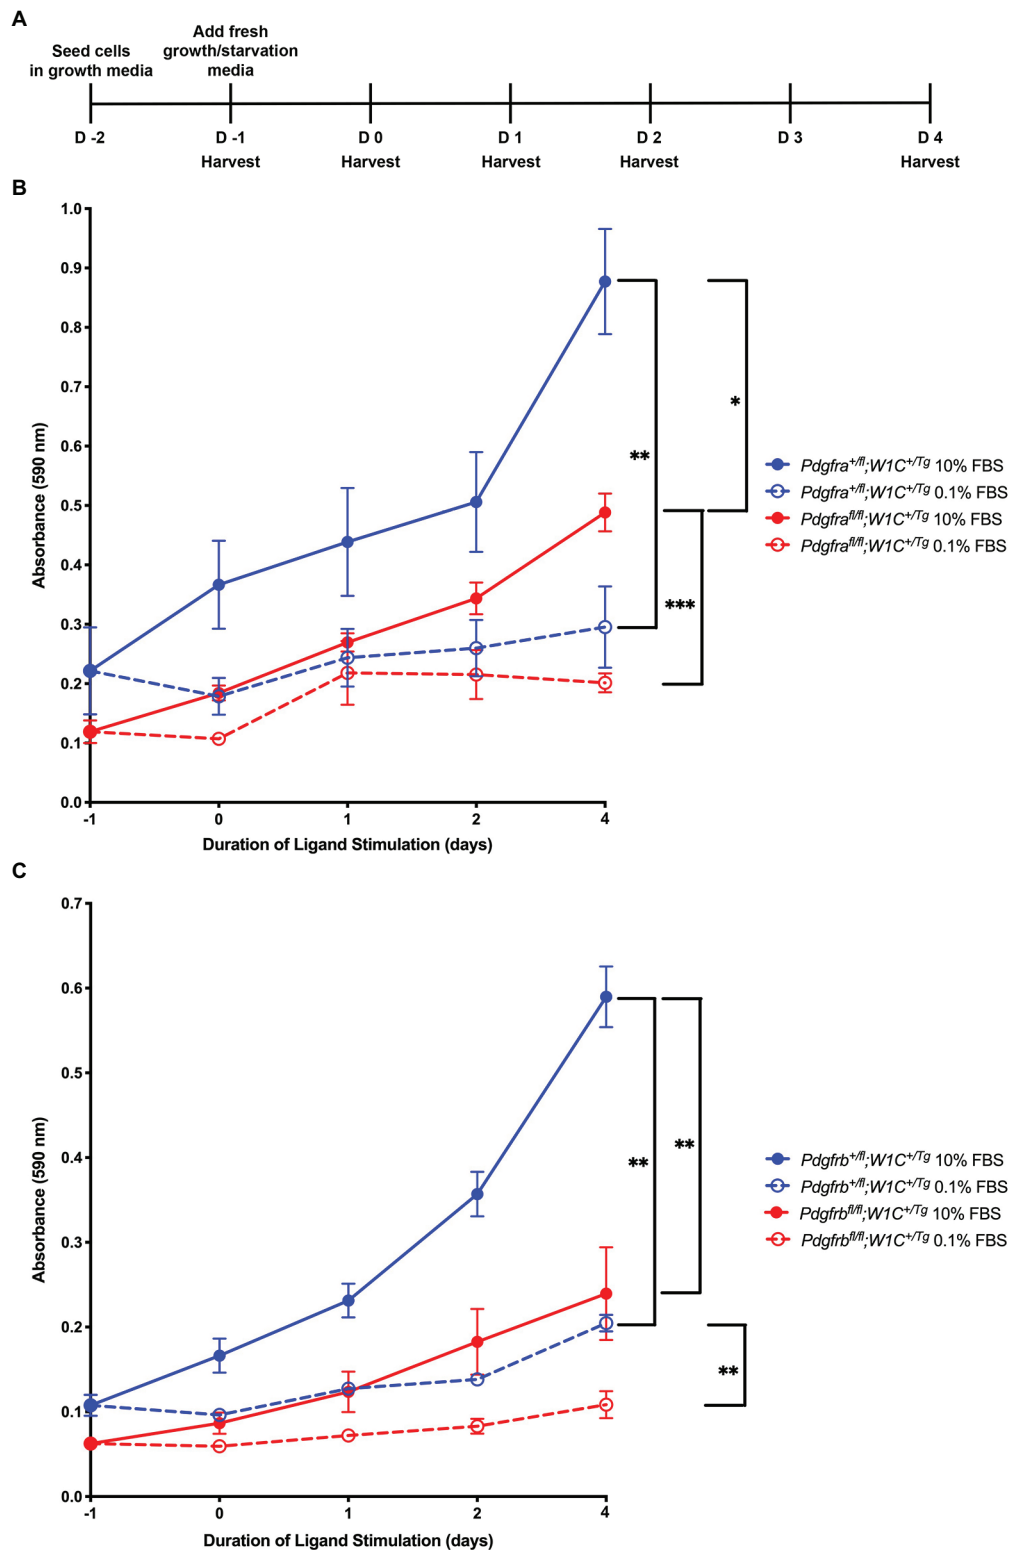 A
Seed cells
in growth media
Add fresh
growth/starvation
media
D -2
D -1
D 0
D 1
D 2
D 3
D 4
Harvest
Harvest
Harvest
Harvest
Harvest
B
1.0
0.9
0.8
0.7
0.6
0.5
0.4
0.3
0.2
0.1
0.0
Absorbance (590 nm)
-1
0
1
2
4
Duration of Ligand Stimulation (days)
**
*
***
Pdgfra+/fl;W1C+/Tg 10% FBS
Pdgfra+/fl;W1C+/Tg 0.1% FBS
Pdgfrafl/fl;W1C+/Tg 10% FBS
Pdgfrafl/fl;W1C+/Tg 0.1% FBS
C
0.7
0.6
0.5
0.4
0.3
0.2
0.1
0.0
Absorbance (590 nm)
-1
0
1
2
4
Duration of Ligand Stimulation (days)
**
**
**
Pdgfrb+/fl;W1C+/Tg 10% FBS
Pdgfrb+/fl;W1C+/Tg 0.1% FBS
Pdgfrbfl/fl;W1C+/Tg 10% FBS
Pdgfrbfl/fl;W1C+/Tg 0.1% FBS